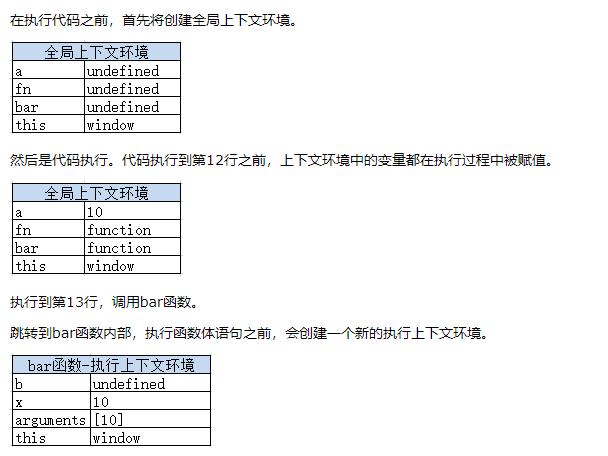 在执行代码之前，首先将创建全局上下文环境。
全局上下文环境
a undefined
fn undefined
bar undefined
this window
然后是代码执行。代码执行到第12行之前，上下文环境中的变量都在执行过程中被赋值。
全局上下文环境
a 10
fn function
bar function
this window
执行到第13行，调用bar函数。
跳转到bar函数内部，执行函数体语句之前，会创建一个新的执行上下文环境。
bar函数-执行上下文环境
b undefined
x 10
arguments [10]
this window